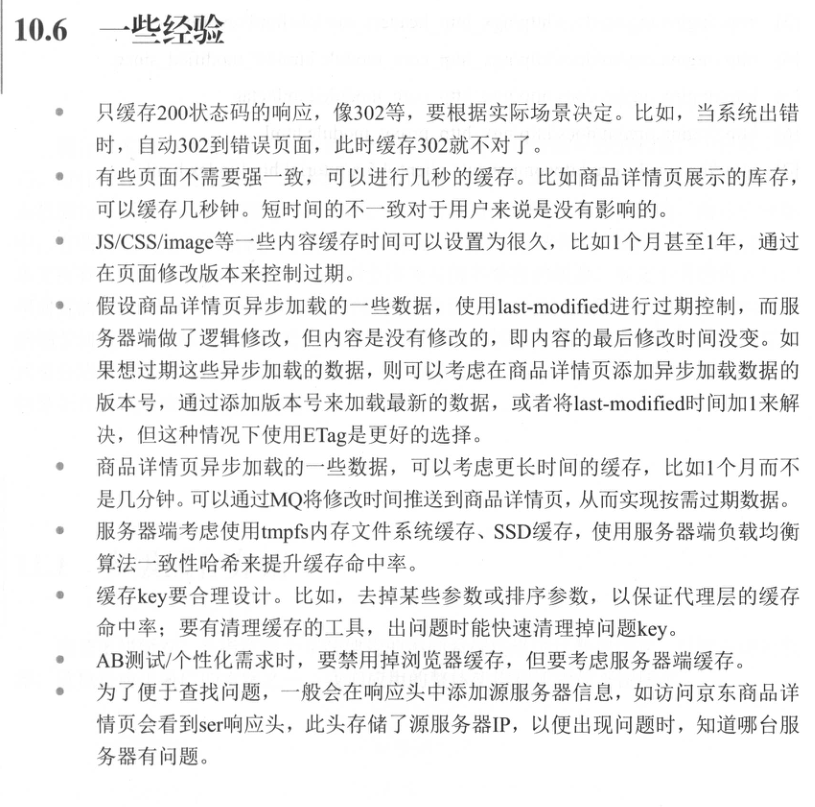 10.6 一些经验
• 只缓存200状态码的响应，像302等，要根据实际场景决定。比如，当系统出错
时，自动302到错误页面，此时缓存302就不对了。
• 有些页面不需要强一致，可以进行几秒的缓存。比如商品详情页展示的库存，
可以缓存几秒钟。短时间的不一致对于用户来说是没有影响的。
• JS/CSS/image等一些内容缓存时间可以设置为很久，比如1个月甚至1年，通过
在页面修改版本来控制过期。
• 假设商品详情页异步加载的一些数据，使用last-modified进行过期控制，而服
务器端做了逻辑修改，但内容是没有修改的，即内容的最后修改时间没变。如
果想过期这些异步加载的数据，则可以考虑在商品详情页添加异步加载数据的
版本号，通过添加版本号来加载最新的数据，或者将last-modified时间加1来解
决，但这种情况下使用ETag是更好的选择。
• 商品详情页异步加载的一些数据，可以考虑更长时间的缓存，比如1个月而不
是几分钟。可以通过MQ将修改时间推送到商品详情页，从而实现按需过期数据。
• 服务器端考虑使用tmpfs内存文件系统缓存、SSD缓存，使用服务器端负载均衡
算法一致性哈希来提升缓存命中率。
• 缓存key要合理设计。比如，去掉某些参数或排序参数，以保证代理层的缓存
命中率；要有清理缓存的工具，出问题时能快速清理掉问题key。
• AB测试/个性化需求时，要禁用掉浏览器缓存，但要考虑服务器端缓存。
• 为了便于查找问题，一般会在响应头中添加源服务器信息，如访问京东商品详
情页会看到ser响应头，此头存储了源服务器IP，以便出现问题时，知道哪台服
务器有问题。